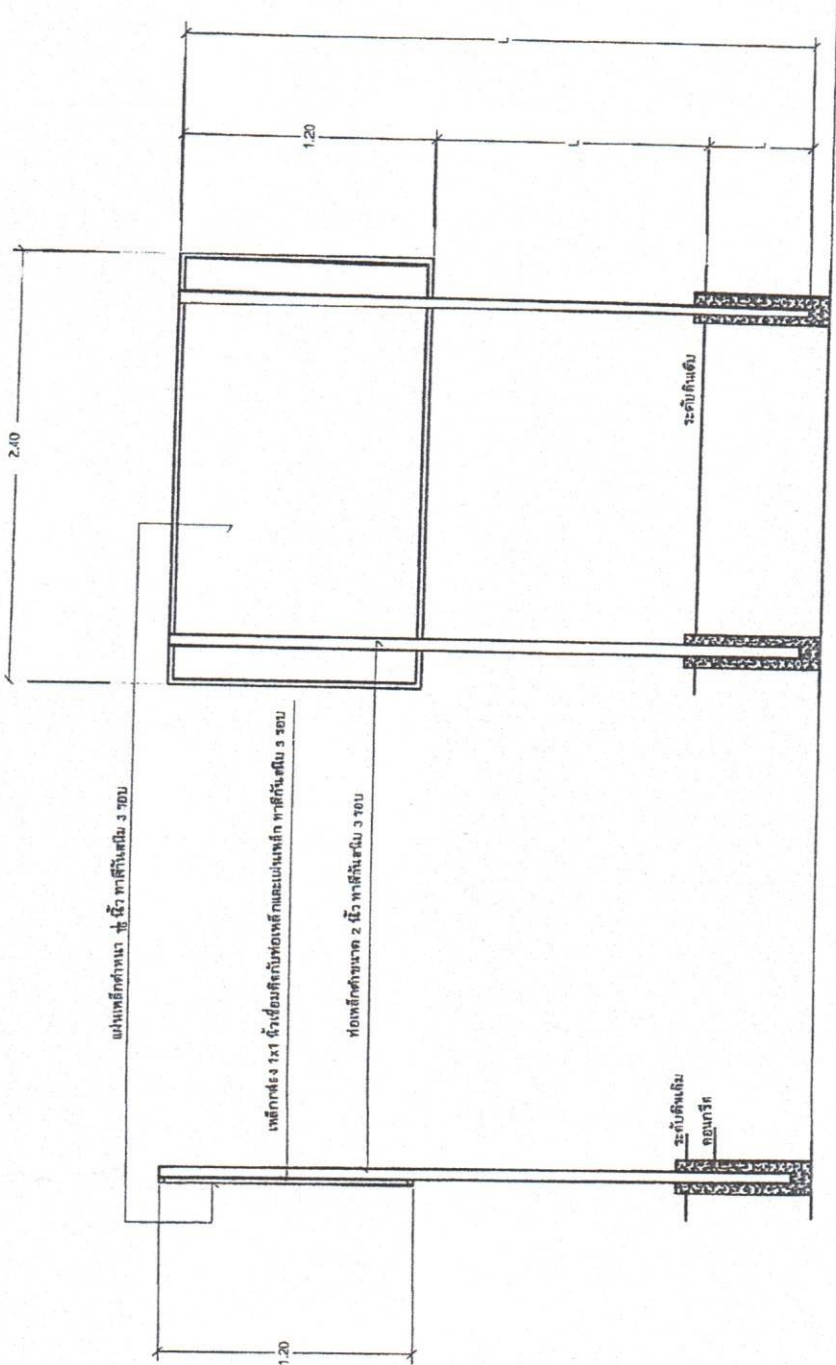 2.40
1.20
L
L
L
แผ่นเหล็กดำหนา นิ้ว ทาสีกันสนิม 3 รอบ
เหล็กกล่อง 1x1 นิ้วเชื่อมติดกับท่อเหล็กและแผ่นเหล็ก ทาสีกันสนิม 3 รอบ
ท่อเหล็กดำขนาด 2 นิ้ว ทาสีกันสนิม 3 รอบ
ระดับดินเดิม
ระดับดินเดิม
คอนกรีต
1.20